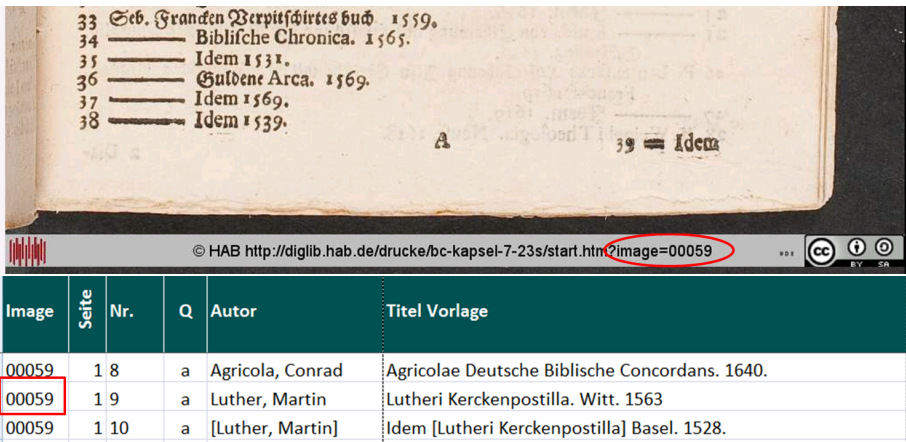 33 Seb. Francken Verpitschirtes buch 1559.
34 ——— Biblische Chronica. 1565.
35 ——— Idem 1531.
36 ——— Guldene Arca. 1569.
37 ——— Idem 1569.
38 ——— Idem 1539.
A 39 — Idem
© HAB http://diglib.hab.de/drucke/bc-kapsel-7-23s/start.htm?image=00059
cc BY SA
Image Seite Nr. Q Autor Titel Vorlage
00059 1 8 a Agricola, Conrad Agricolae Deutsche Biblische Concordans. 1640.
00059 1 9 a Luther, Martin Lutheri Kerckenpostilla. Witt. 1563
00059 1 10 a [Luther, Martin] Idem [Lutheri Kerckenpostilla] Basel. 1528.